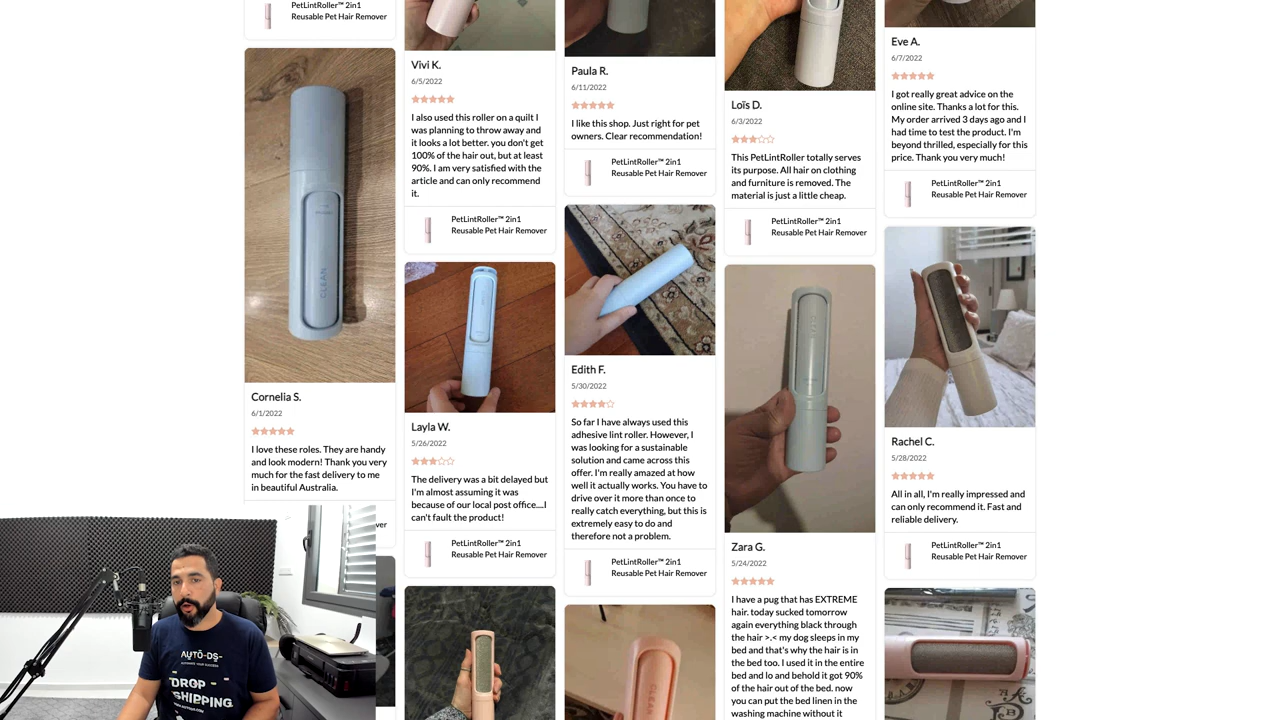 PetLintRoller™ 2in1
Reusable Pet Hair Remover
Cornelia S.
6/1/2022
I love these roles. They are handy
and look modern! Thank you very
much for the fast delivery to me
in beautiful Australia.
ver
Vivi K.
6/5/2022
I also used this roller on a quilt I
was planning to throw away and
it looks a lot better. you don't get
100% of the hair out, but at least
90%. I am very satisfied with the
article and can only recommend
it.
PetLintRoller™ 2in1
Reusable Pet Hair Remover
Layla W.
5/26/2022
The delivery was a bit delayed but
I'm almost assuming it was
because of our local post office....I
can't fault the product!
PetLintRoller™ 2in1
Reusable Pet Hair Remover
Paula R.
6/11/2022
I like this shop. Just right for pet
owners. Clear recommendation!
PetLintRoller™ 2in1
Reusable Pet Hair Remover
Edith F.
5/30/2022
So far I have always used this
adhesive lint roller. However, I
was looking for a sustainable
solution and came across this
offer. I'm really amazed at how
well it actually works. You have to
drive over it more than once to
really catch everything, but this is
extremely easy to do and
therefore not a problem.
PetLintRoller™ 2in1
Reusable Pet Hair Remover
CLEAN
Loïs D.
6/3/2022
This PetLintRoller totally serves
its purpose. All hair on clothing
and furniture is removed. The
material is just a little cheap.
PetLintRoller™ 2in1
Reusable Pet Hair Remover
Zara G.
5/24/2022
I have a pug that has EXTREME
hair. today sucked tomorrow
again everything black through
the hair >.< my dog sleeps in my
bed and that's why the hair is in
the bed too. I used it in the entire
bed and lo and behold it got 90%
of the hair out of the bed. now
you can put the bed linen in the
washing machine without it
Eve A.
6/7/2022
I got really great advice on the
online site. Thanks a lot for this.
My order arrived 3 days ago and I
had time to test the product. I'm
beyond thrilled, especially for this
price. Thank you very much!
PetLintRoller™ 2in1
Reusable Pet Hair Remover
Rachel C.
5/28/2022
All in all, I'm really impressed and
can only recommend it. Fast and
reliable delivery.
PetLintRoller™ 2in1
Reusable Pet Hair Remover
CLEAN
AUTO-DS-
AUTOMATE YOUR SUCCESS
DROP
SHIPPING.